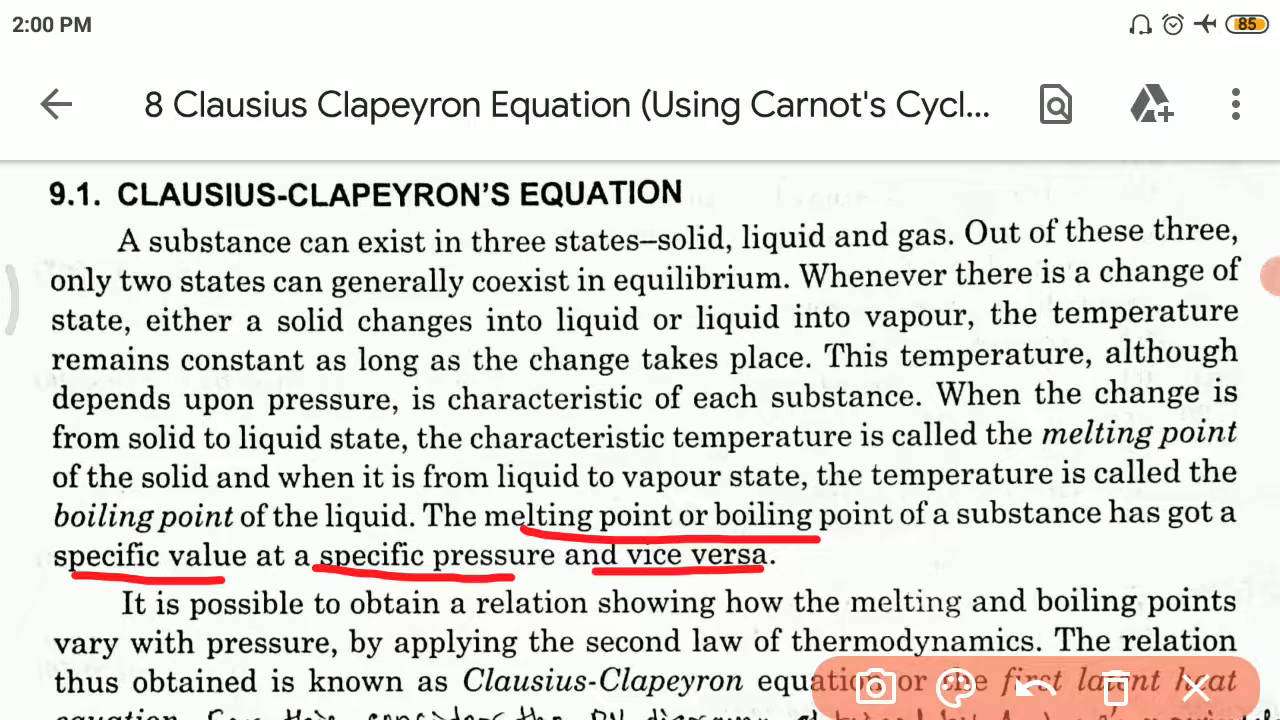 2:00 PM
85
8 Clausius Clapeyron Equation (Using Carnot's Cycl...
9.1. CLAUSIUS-CLAPEYRON'S EQUATION
A substance can exist in three states–solid, liquid and gas. Out of these three,
only two states can generally coexist in equilibrium. Whenever there is a change of
state, either a solid changes into liquid or liquid into vapour, the temperature
remains constant as long as the change takes place. This temperature, although
depends upon pressure, is characteristic of each substance. When the change is
from solid to liquid state, the characteristic temperature is called the melting point
of the solid and when it is from liquid to vapour state, the temperature is called the
boiling point of the liquid. The melting point or boiling point of a substance has got a
specific value at a specific pressure and vice versa.
It is possible to obtain a relation showing how the melting and boiling points
vary with pressure, by applying the second law of thermodynamics. The relation
thus obtained is known as Clausius-Clapeyron equation or the first latent heat
equation.